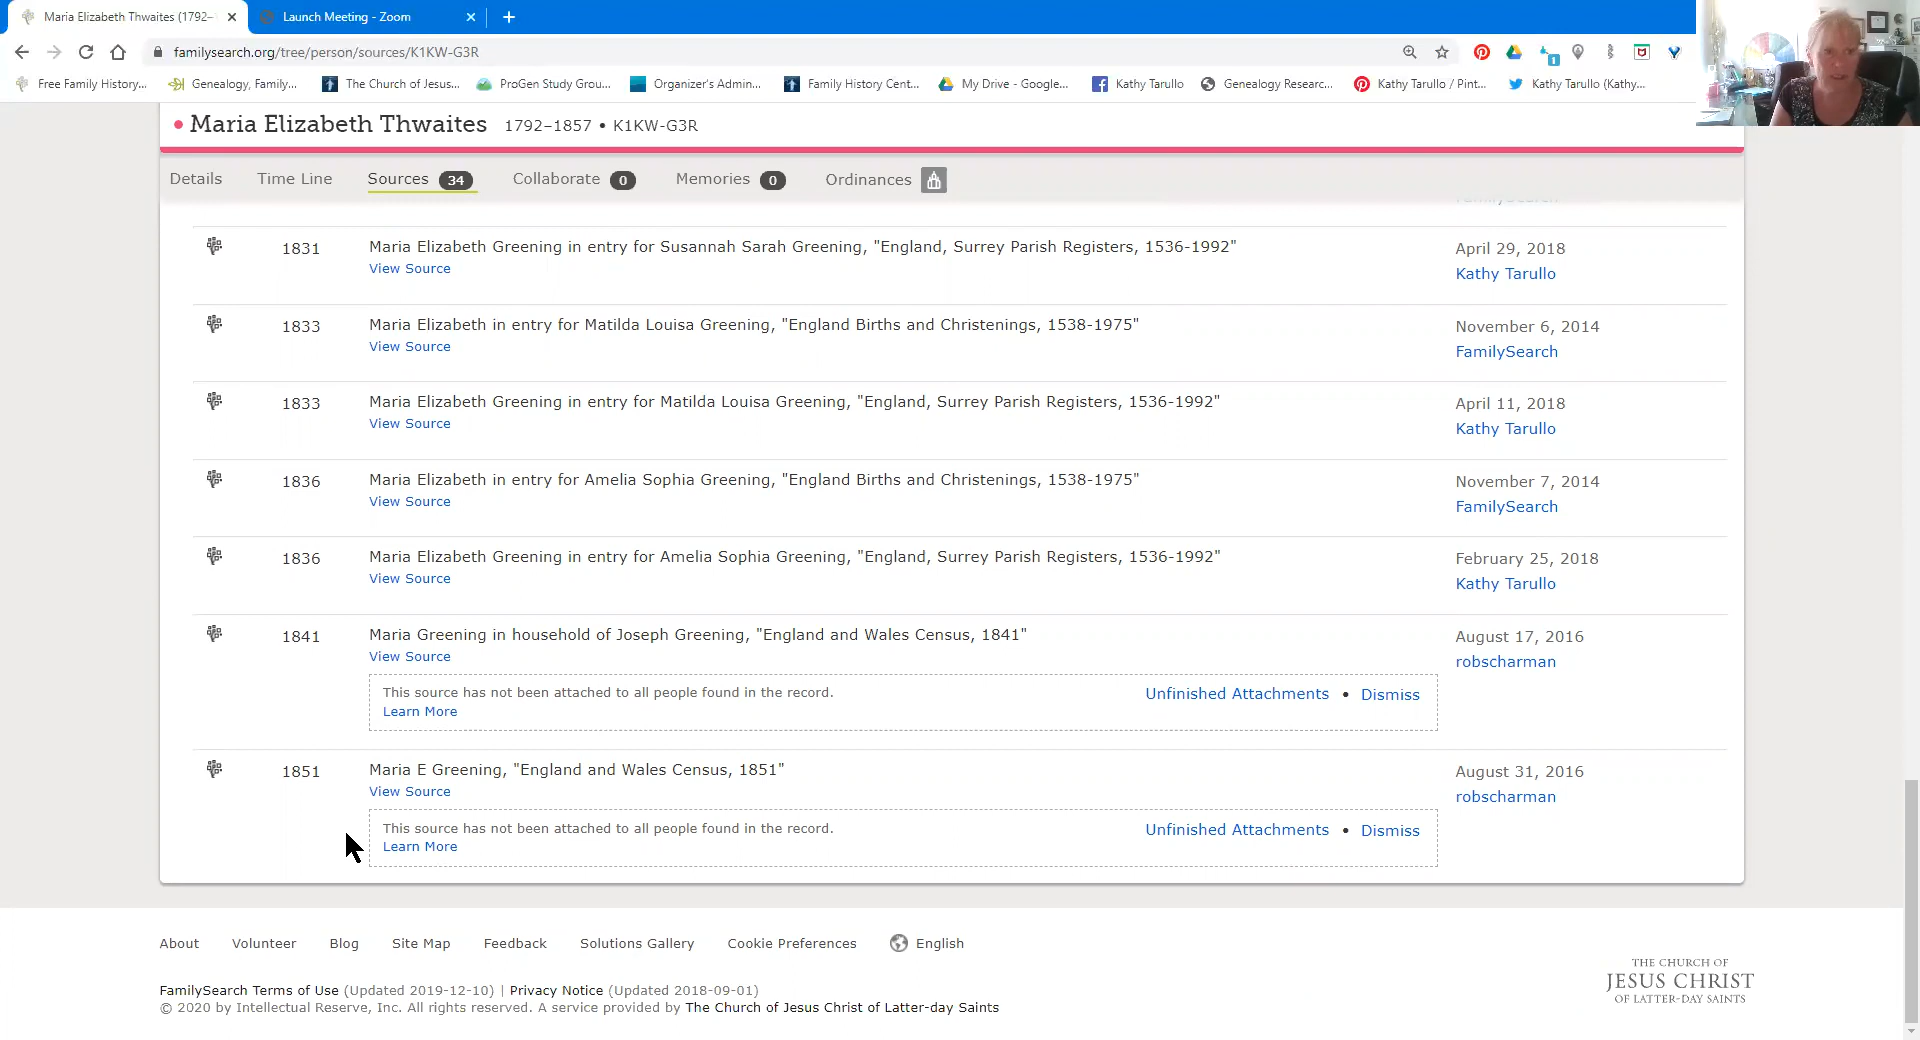 Maria Elizabeth Thwaites (1792–
Launch Meeting - Zoom
familysearch.org/tree/person/sources/K1KW-G3R
Free Family History...
Genealogy, Family...
The Church of Jesus...
ProGen Study Grou...
Organizer's Admin...
Family History Cent...
My Drive - Google...
Kathy Tarullo
Genealogy Researc...
Kathy Tarullo / Pint...
Kathy Tarullo (Kathy...
Maria Elizabeth Thwaites 1792–1857 • K1KW-G3R
Details Time Line Sources 34 Collaborate 0 Memories 0 Ordinances
FamilySearch
1831 Maria Elizabeth Greening in entry for Susannah Sarah Greening, "England, Surrey Parish Registers, 1536-1992" April 29, 2018
View Source Kathy Tarullo
1833 Maria Elizabeth in entry for Matilda Louisa Greening, "England Births and Christenings, 1538-1975" November 6, 2014
View Source FamilySearch
1833 Maria Elizabeth Greening in entry for Matilda Louisa Greening, "England, Surrey Parish Registers, 1536-1992" April 11, 2018
View Source Kathy Tarullo
1836 Maria Elizabeth in entry for Amelia Sophia Greening, "England Births and Christenings, 1538-1975" November 7, 2014
View Source FamilySearch
1836 Maria Elizabeth Greening in entry for Amelia Sophia Greening, "England, Surrey Parish Registers, 1536-1992" February 25, 2018
View Source Kathy Tarullo
1841 Maria Greening in household of Joseph Greening, "England and Wales Census, 1841" August 17, 2016
View Source robscharman
This source has not been attached to all people found in the record. Unfinished Attachments • Dismiss
Learn More
1851 Maria E Greening, "England and Wales Census, 1851" August 31, 2016
View Source robscharman
This source has not been attached to all people found in the record. Unfinished Attachments • Dismiss
Learn More
About Volunteer Blog Site Map Feedback Solutions Gallery Cookie Preferences English
THE CHURCH OF
JESUS CHRIST
OF LATTER-DAY SAINTS
FamilySearch Terms of Use (Updated 2019-12-10) | Privacy Notice (Updated 2018-09-01)
© 2020 by Intellectual Reserve, Inc. All rights reserved. A service provided by The Church of Jesus Christ of Latter-day Saints